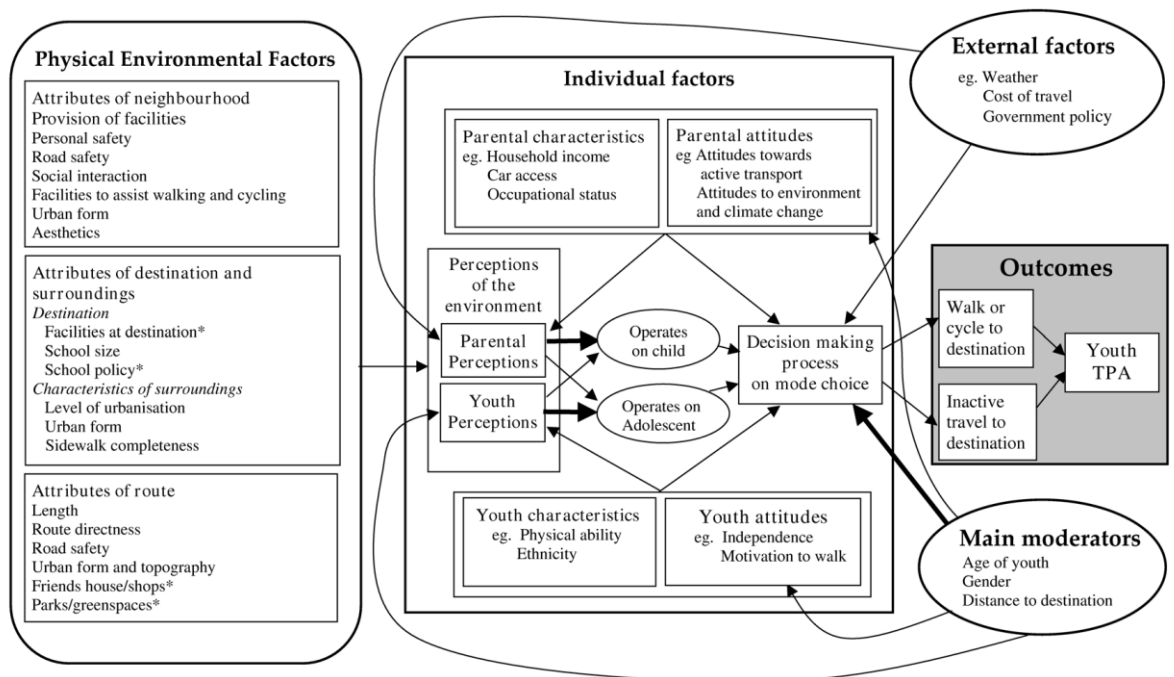 Physical Environmental Factors
Attributes of neighbourhood
Provision of facilities
Personal safety
Road safety
Social interaction
Facilities to assist walking and cycling
Urban form
Aesthetics
Attributes of destination and
surroundings
Destination
Facilities at destination*
School size
School policy*
Characteristics of surroundings
Level of urbanisation
Urban form
Sidewalk completeness
Attributes of route
Length
Route directness
Road safety
Urban form and topography
Friends house/shops*
Parks/greenspaces*
Individual factors
Parental characteristics
eg. Household income
Car access
Occupational status
Parental attitudes
eg Attitudes towards
active transport
Attitudes to environment
and climate change
Perceptions
of the
environment
Parental
Perceptions
Youth
Perceptions
Operates
on child
Operates on
Adolescent
Decision making
process
on mode choice
Youth characteristics
eg. Physical ability
Ethnicity
Youth attitudes
eg. Independence
Motivation to walk
External factors
eg. Weather
Cost of travel
Government policy
Outcomes
Walk or
cycle to
destination
Inactive
travel to
destination
Youth
TPA
Main moderators
Age of youth
Gender
Distance to destination